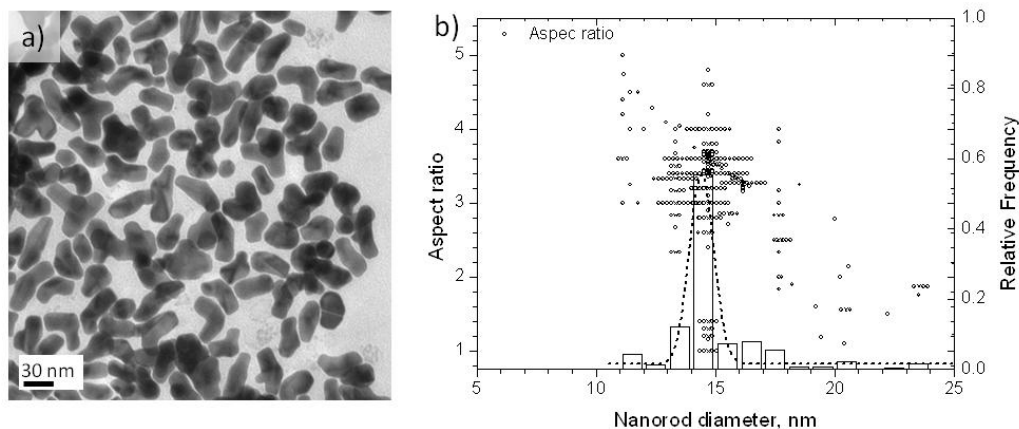 a)
30 nm
b)
Aspec ratio
5
4
3
2
1
Aspect ratio
1.0
0.8
0.6
0.4
0.2
0.0
Relative Frequency
5 10 15 20 25
Nanorod diameter, nm